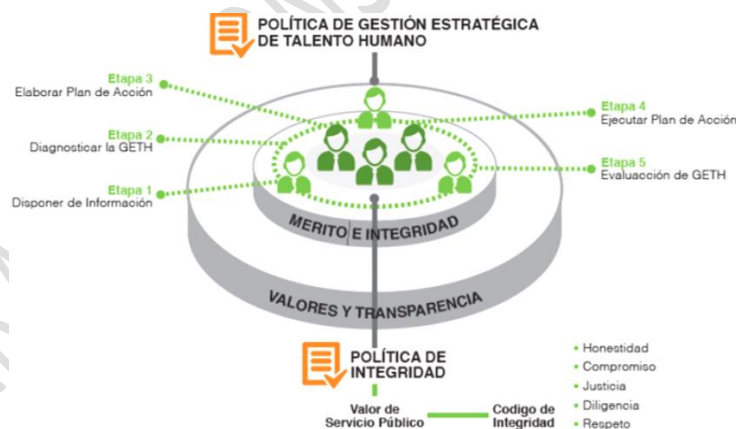 POLÍTICA DE GESTIÓN ESTRATÉGICA
DE TALENTO HUMANO
Etapa 3
Elaborar Plan de Acción
Etapa 2
Diagnosticar la GETH
Etapa 1
Disponer de Información
Etapa 4
Ejecutar Plan de Acción
Etapa 5
Evaluacción de GETH
MERITO E INTEGRIDAD
VALORES Y TRANSPARENCIA
POLÍTICA DE
INTEGRIDAD
Valor de
Servicio Público
Codigo de
Integridad
• Honestidad
• Compromiso
• Justicia
• Diligencia
• Respeto